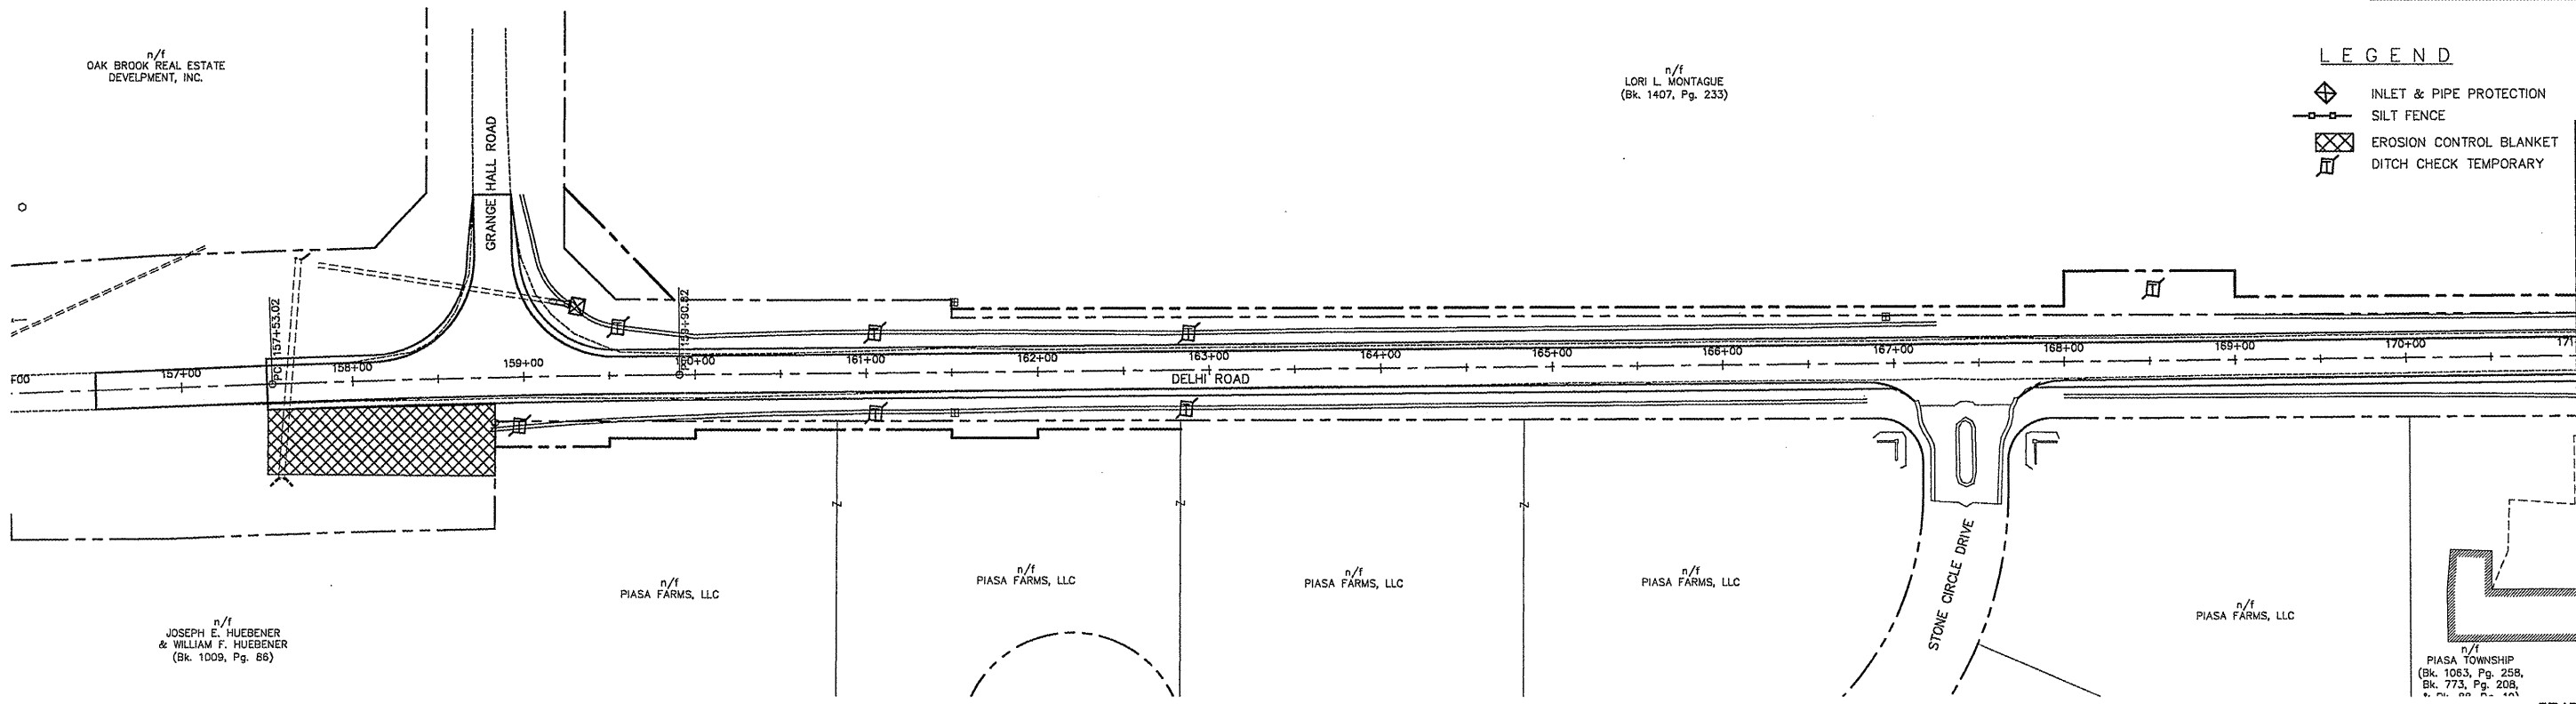 n/f
OAK BROOK REAL ESTATE
DEVELPMENT, INC.
n/f
LORI L. MONTAGUE
(Bk. 1407, Pg. 233)
L E G E N D
INLET & PIPE PROTECTION
SILT FENCE
EROSION CONTROL BLANKET
DITCH CHECK TEMPORARY
GRANGE HALL ROAD
PC 157+53.02
159+90.82
157+00
158+00
159+00
160+00
161+00
162+00
163+00
164+00
165+00
166+00
167+00
168+00
169+00
170+00
DELHI ROAD
STONE CIRCLE DRIVE
n/f
PIASA FARMS, LLC
n/f
PIASA FARMS, LLC
n/f
PIASA FARMS, LLC
n/f
PIASA FARMS, LLC
n/f
PIASA FARMS, LLC
n/f
JOSEPH E. HUEBENER
& WILLIAM F. HUEBENER
(Bk. 1009, Pg. 86)
n/f
PIASA TOWNSHIP
(Bk. 1063, Pg. 258,
Bk. 773, Pg. 208,